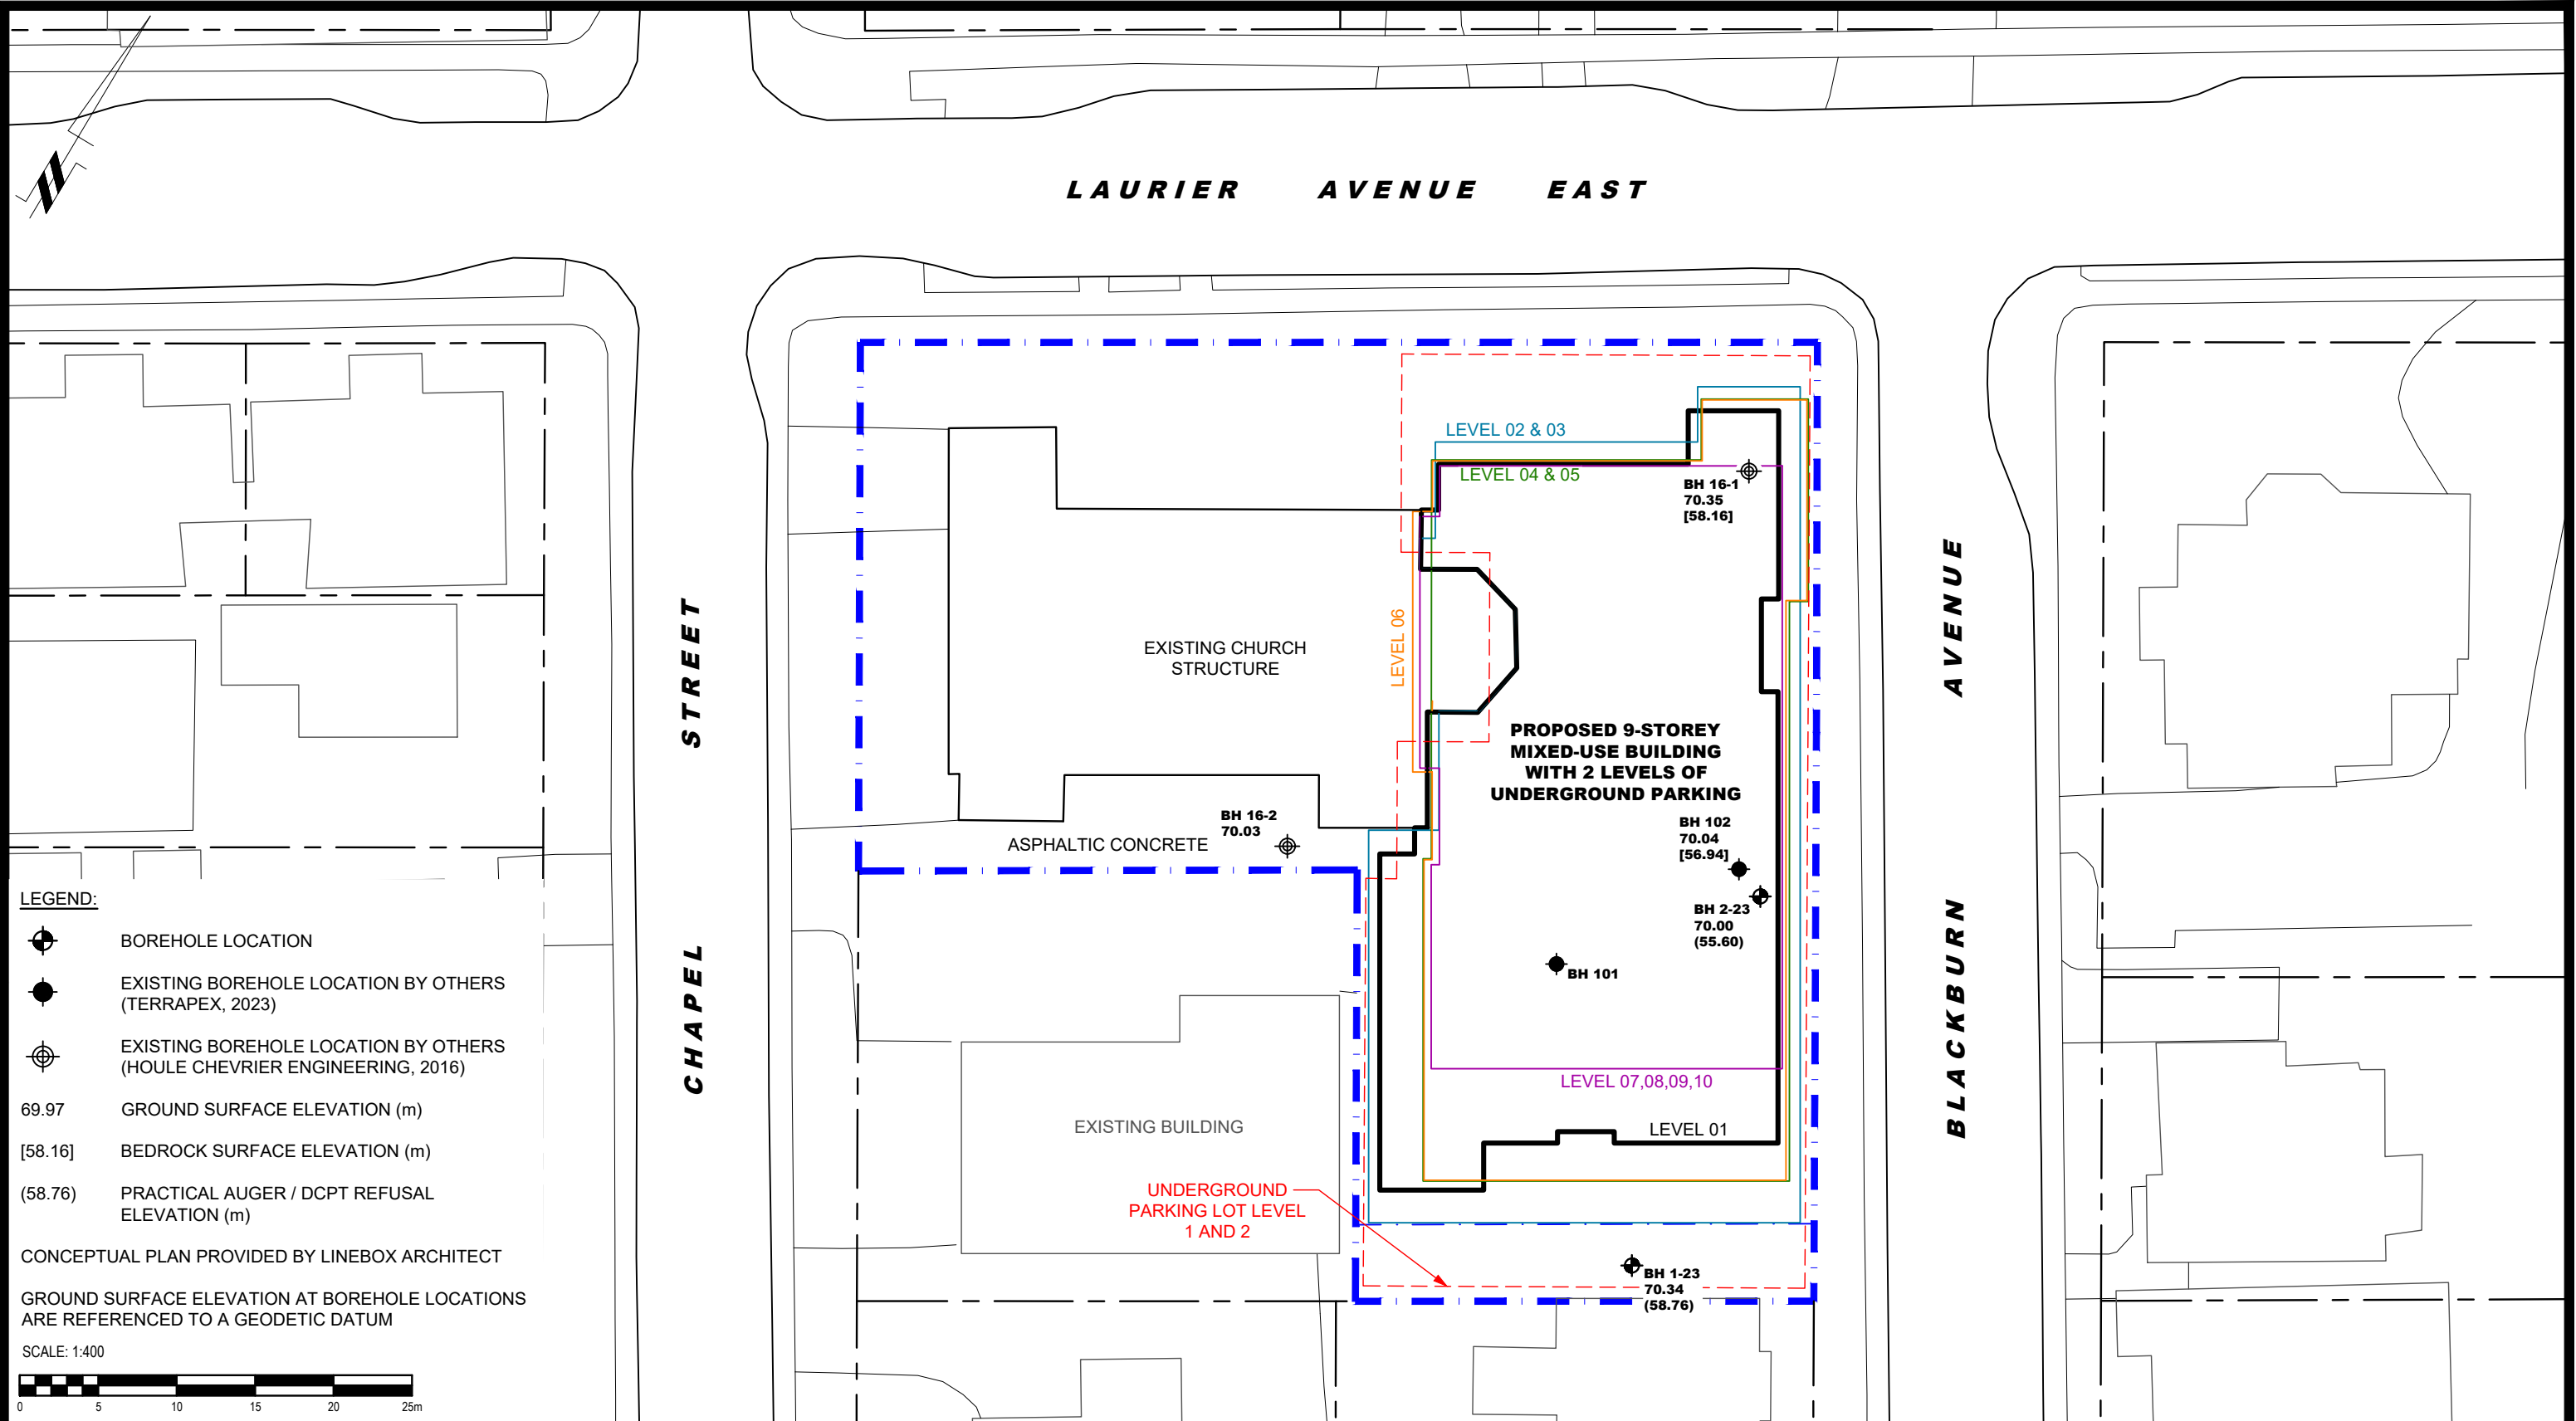 LAURIER AVENUE EAST
CHAPEL STREET
BLACKBURN AVENUE
LEVEL 02 & 03
LEVEL 04 & 05
BH 16-1
70.35
[58.16]
LEVEL 06
EXISTING CHURCH
STRUCTURE
PROPOSED 9-STOREY
MIXED-USE BUILDING
WITH 2 LEVELS OF
UNDERGROUND PARKING
BH 16-2
70.03
ASPHALTIC CONCRETE
BH 102
70.04
[56.94]
BH 2-23
70.00
(55.60)
BH 101
LEVEL 07,08,09,10
LEVEL 01
EXISTING BUILDING
UNDERGROUND
PARKING LOT LEVEL
1 AND 2
BH 1-23
70.34
(58.76)
LEGEND:
BOREHOLE LOCATION
EXISTING BOREHOLE LOCATION BY OTHERS
(TERRAPEX, 2023)
EXISTING BOREHOLE LOCATION BY OTHERS
(HOULE CHEVRIER ENGINEERING, 2016)
69.97 GROUND SURFACE ELEVATION (m)
[58.16] BEDROCK SURFACE ELEVATION (m)
(58.76) PRACTICAL AUGER / DCPT REFUSAL
ELEVATION (m)
CONCEPTUAL PLAN PROVIDED BY LINEBOX ARCHITECT
GROUND SURFACE ELEVATION AT BOREHOLE LOCATIONS
ARE REFERENCED TO A GEODETIC DATUM
SCALE: 1:400
0 5 10 15 20 25m